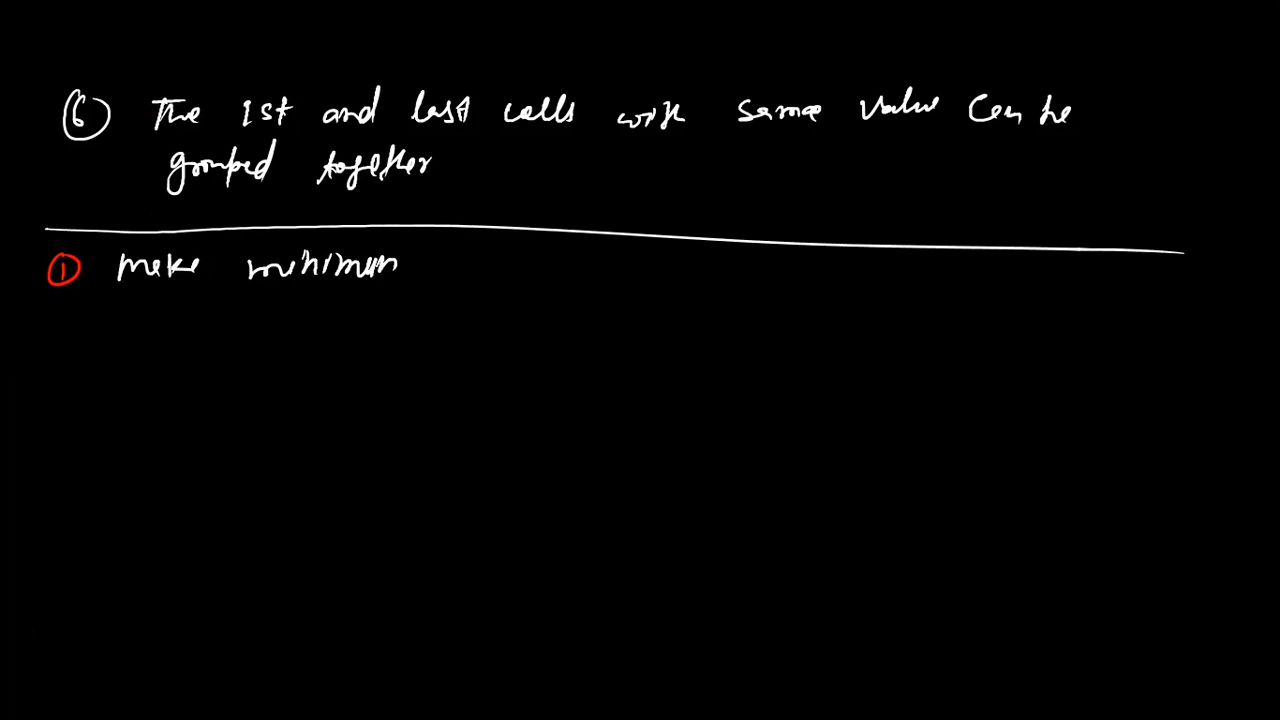 ⑥ The 1st and last cells with same value can be
grouped together
① make minimum